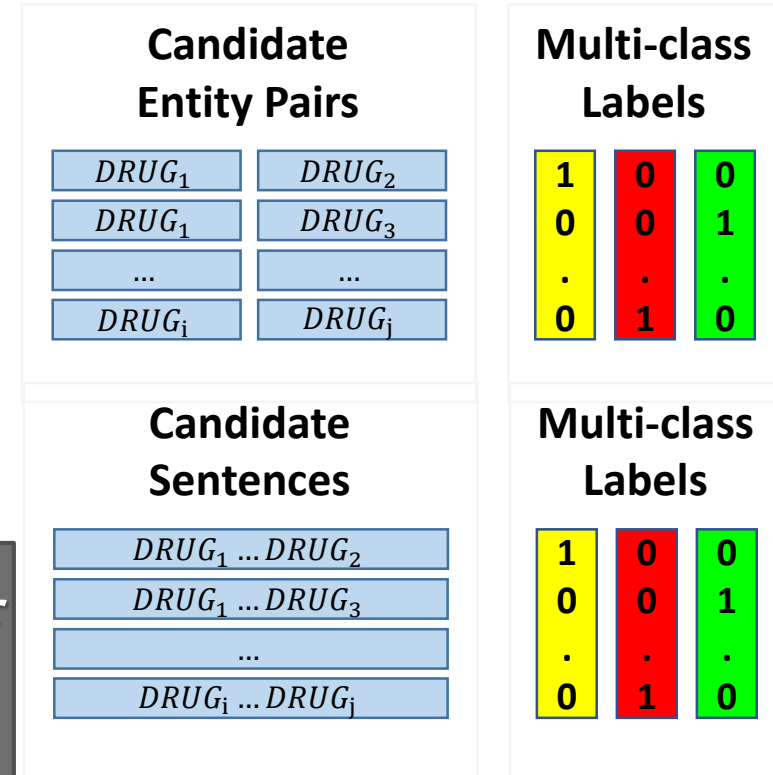 Candidate
Entity Pairs
Multi-class
Labels
DRUG₁ DRUG₂ 1 0 0
DRUG₁ DRUG₃ 0 0 1
... ... . . .
DRUGᵢ DRUGⱼ 0 1 0
Candidate
Sentences
Multi-class
Labels
DRUG₁ ... DRUG₂ 1 0 0
DRUG₁ ... DRUG₃ 0 0 1
... . . .
DRUGᵢ ... DRUGⱼ 0 1 0